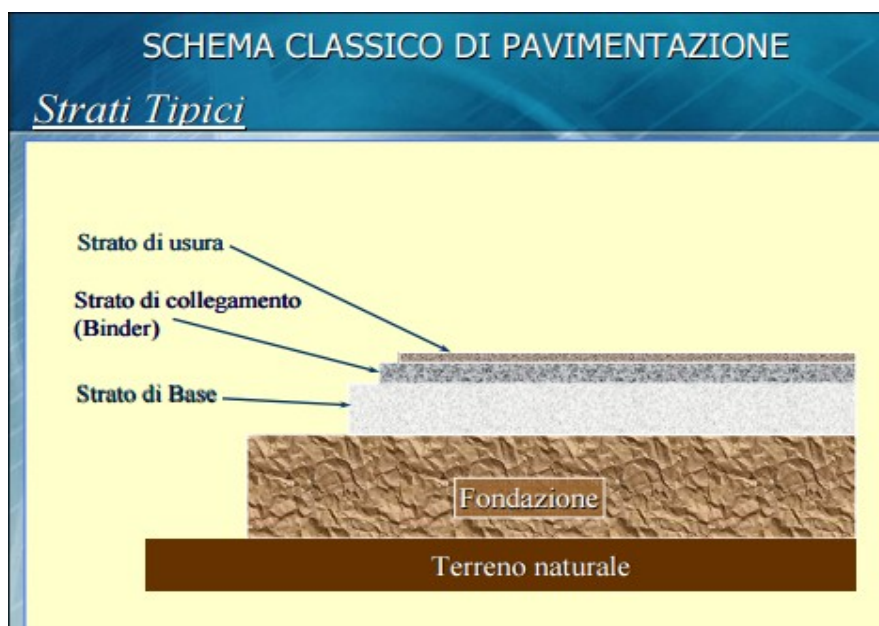 SCHEMA CLASSICO DI PAVIMENTAZIONE
Strati Tipici
Strato di usura
Strato di collegamento
(Binder)
Strato di Base
Fondazione
Terreno naturale